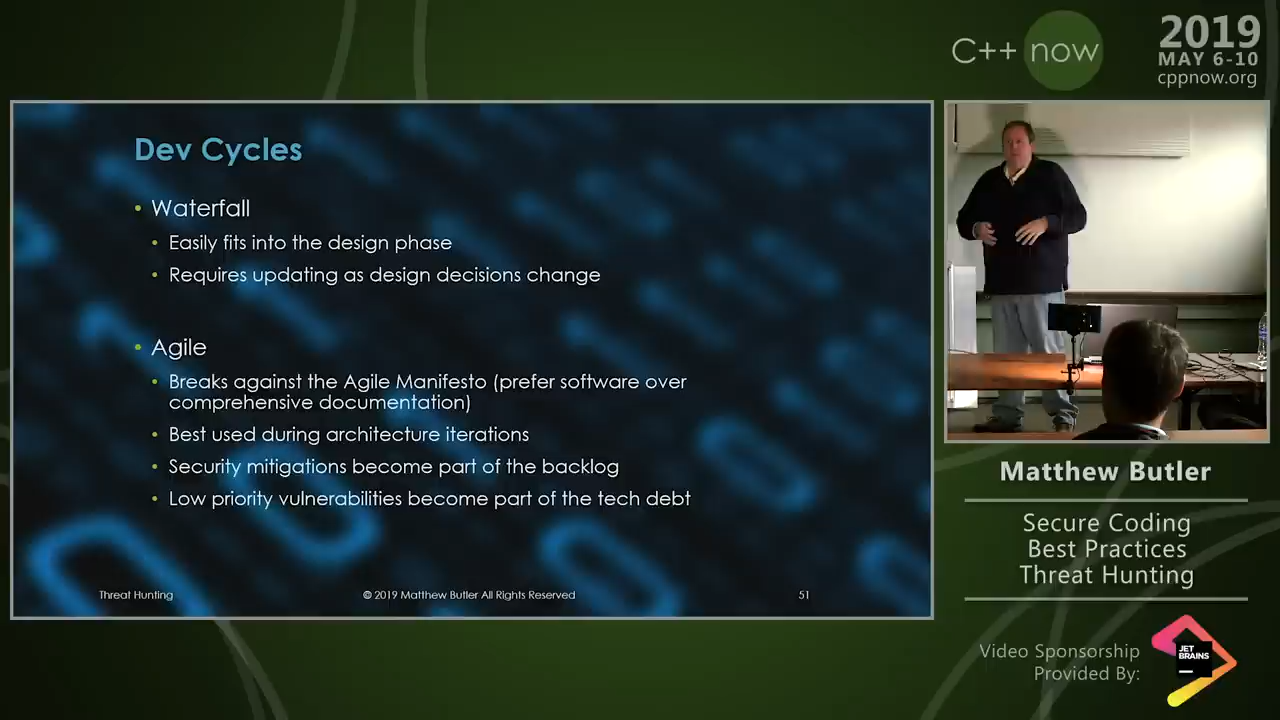 C++ now
2019
MAY 6-10
cppnow.org
Dev Cycles
• Waterfall
• Easily fits into the design phase
• Requires updating as design decisions change
• Agile
• Breaks against the Agile Manifesto (prefer software over
comprehensive documentation)
• Best used during architecture iterations
• Security mitigations become part of the backlog
• Low priority vulnerabilities become part of the tech debt
Threat Hunting
© 2019 Matthew Butler All Rights Reserved
51
Matthew Butler
Secure Coding
Best Practices
Threat Hunting
Video Sponsorship
Provided By:
JET
BRAINS